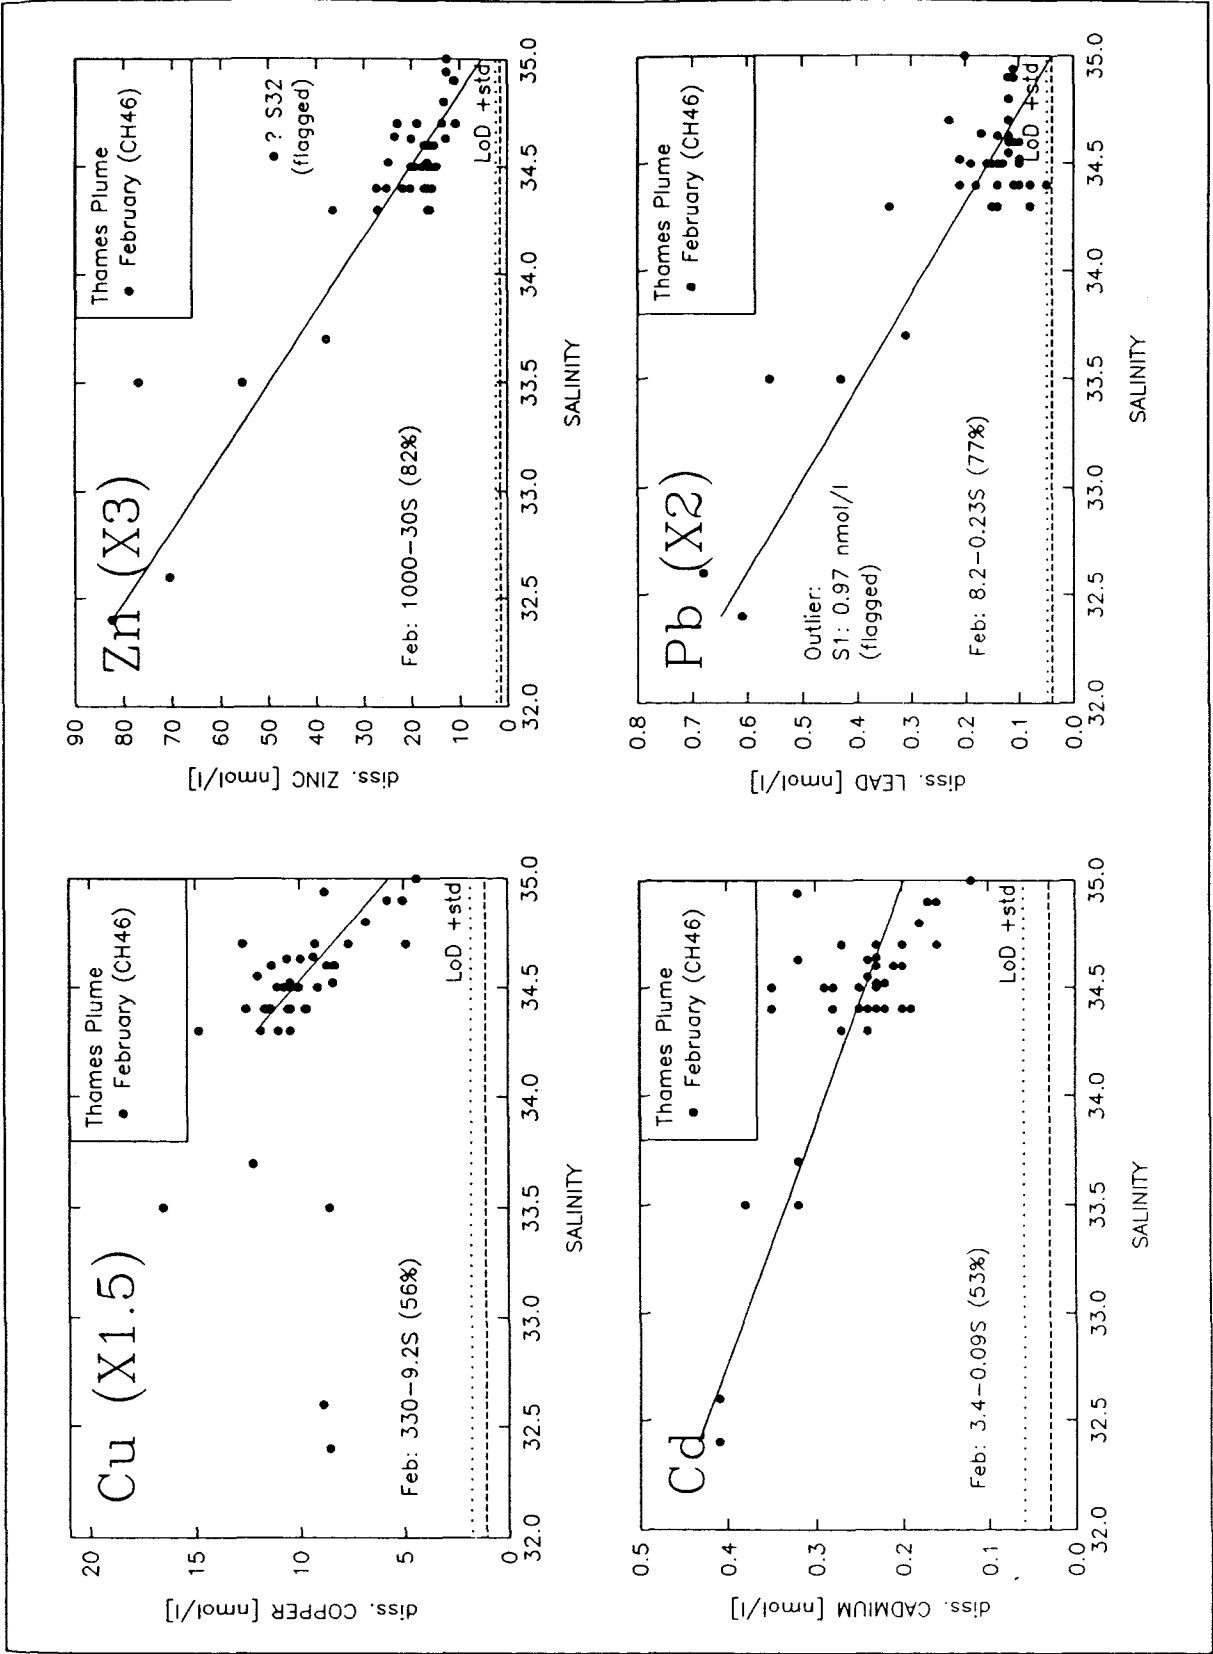 Cu (X1.5)
Thames Plume
• February (CH46)
Feb: 330-9.2S (56%)
LoD +std
diss. COPPER [nmol/l]
20
15
10
5
0
32.0
32.5
33.0
33.5
34.0
34.5
35.0
SALINITY
Zn (X3)
Thames Plume
• February (CH46)
? S32
(flagged)
Feb: 1000-30S (82%)
LoD +std
diss. ZINC [nmol/l]
90
80
70
60
50
40
30
20
10
0
32.0
32.5
33.0
33.5
34.0
34.5
35.0
SALINITY
Cd
Thames Plume
• February (CH46)
Feb: 3.4-0.09S (53%)
LoD +std
diss. CADMIUM [nmol/l]
0.5
0.4
0.3
0.2
0.1
0.0
32.0
32.5
33.0
33.5
34.0
34.5
35.0
SALINITY
Pb (X2)
Thames Plume
• February (CH46)
Outlier:
S1: 0.97 nmol/l
(flagged)
Feb: 8.2-0.23S (77%)
LoD +std
diss. LEAD [nmol/l]
0.8
0.7
0.6
0.5
0.4
0.3
0.2
0.1
0.0
32.0
32.5
33.0
33.5
34.0
34.5
35.0
SALINITY